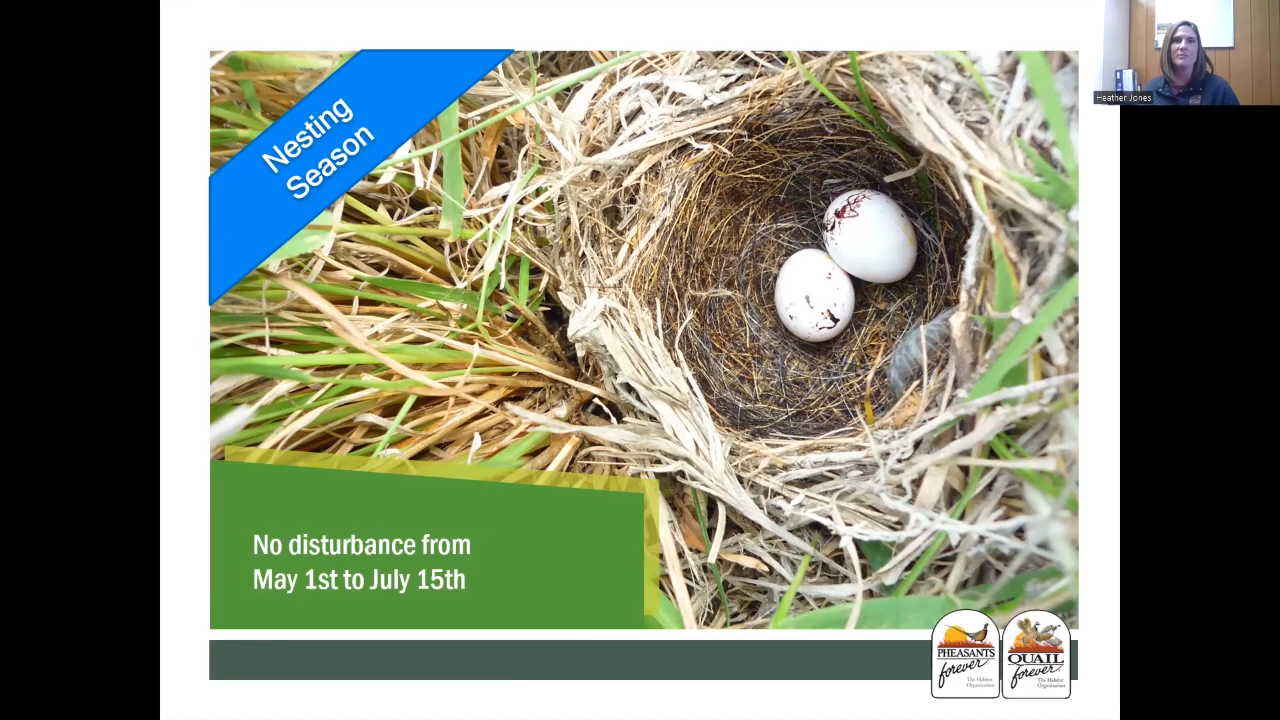 Nesting
Season
Heather Jones
No disturbance from
May 1st to July 15th
PHEASANTS
forever
The Habitat
Organization
QUAIL
forever
The Habitat
Organization